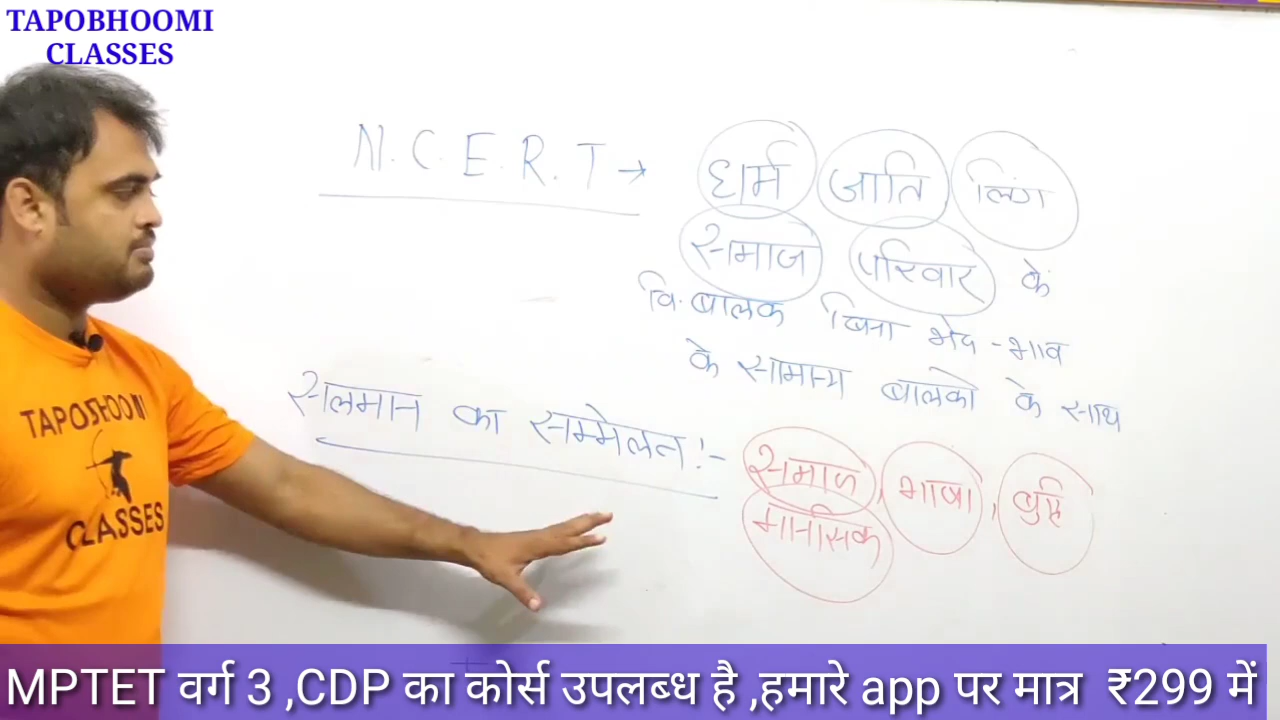 TAPOBHOOMI
CLASSES
N.C.E.R.T → धर्म जाति लिंग
समाज परिवार के
वि. बालक बिना भेद-भाव
के सामान्य बालको के साथ
सलमान का सम्मेलन:-
समाज, भाषा,
मानसिक
TAPOBHOOMI
CLASSES
MPTET वर्ग 3 ,CDP का कोर्स उपलब्ध है ,हमारे app पर मात्र ₹299 में